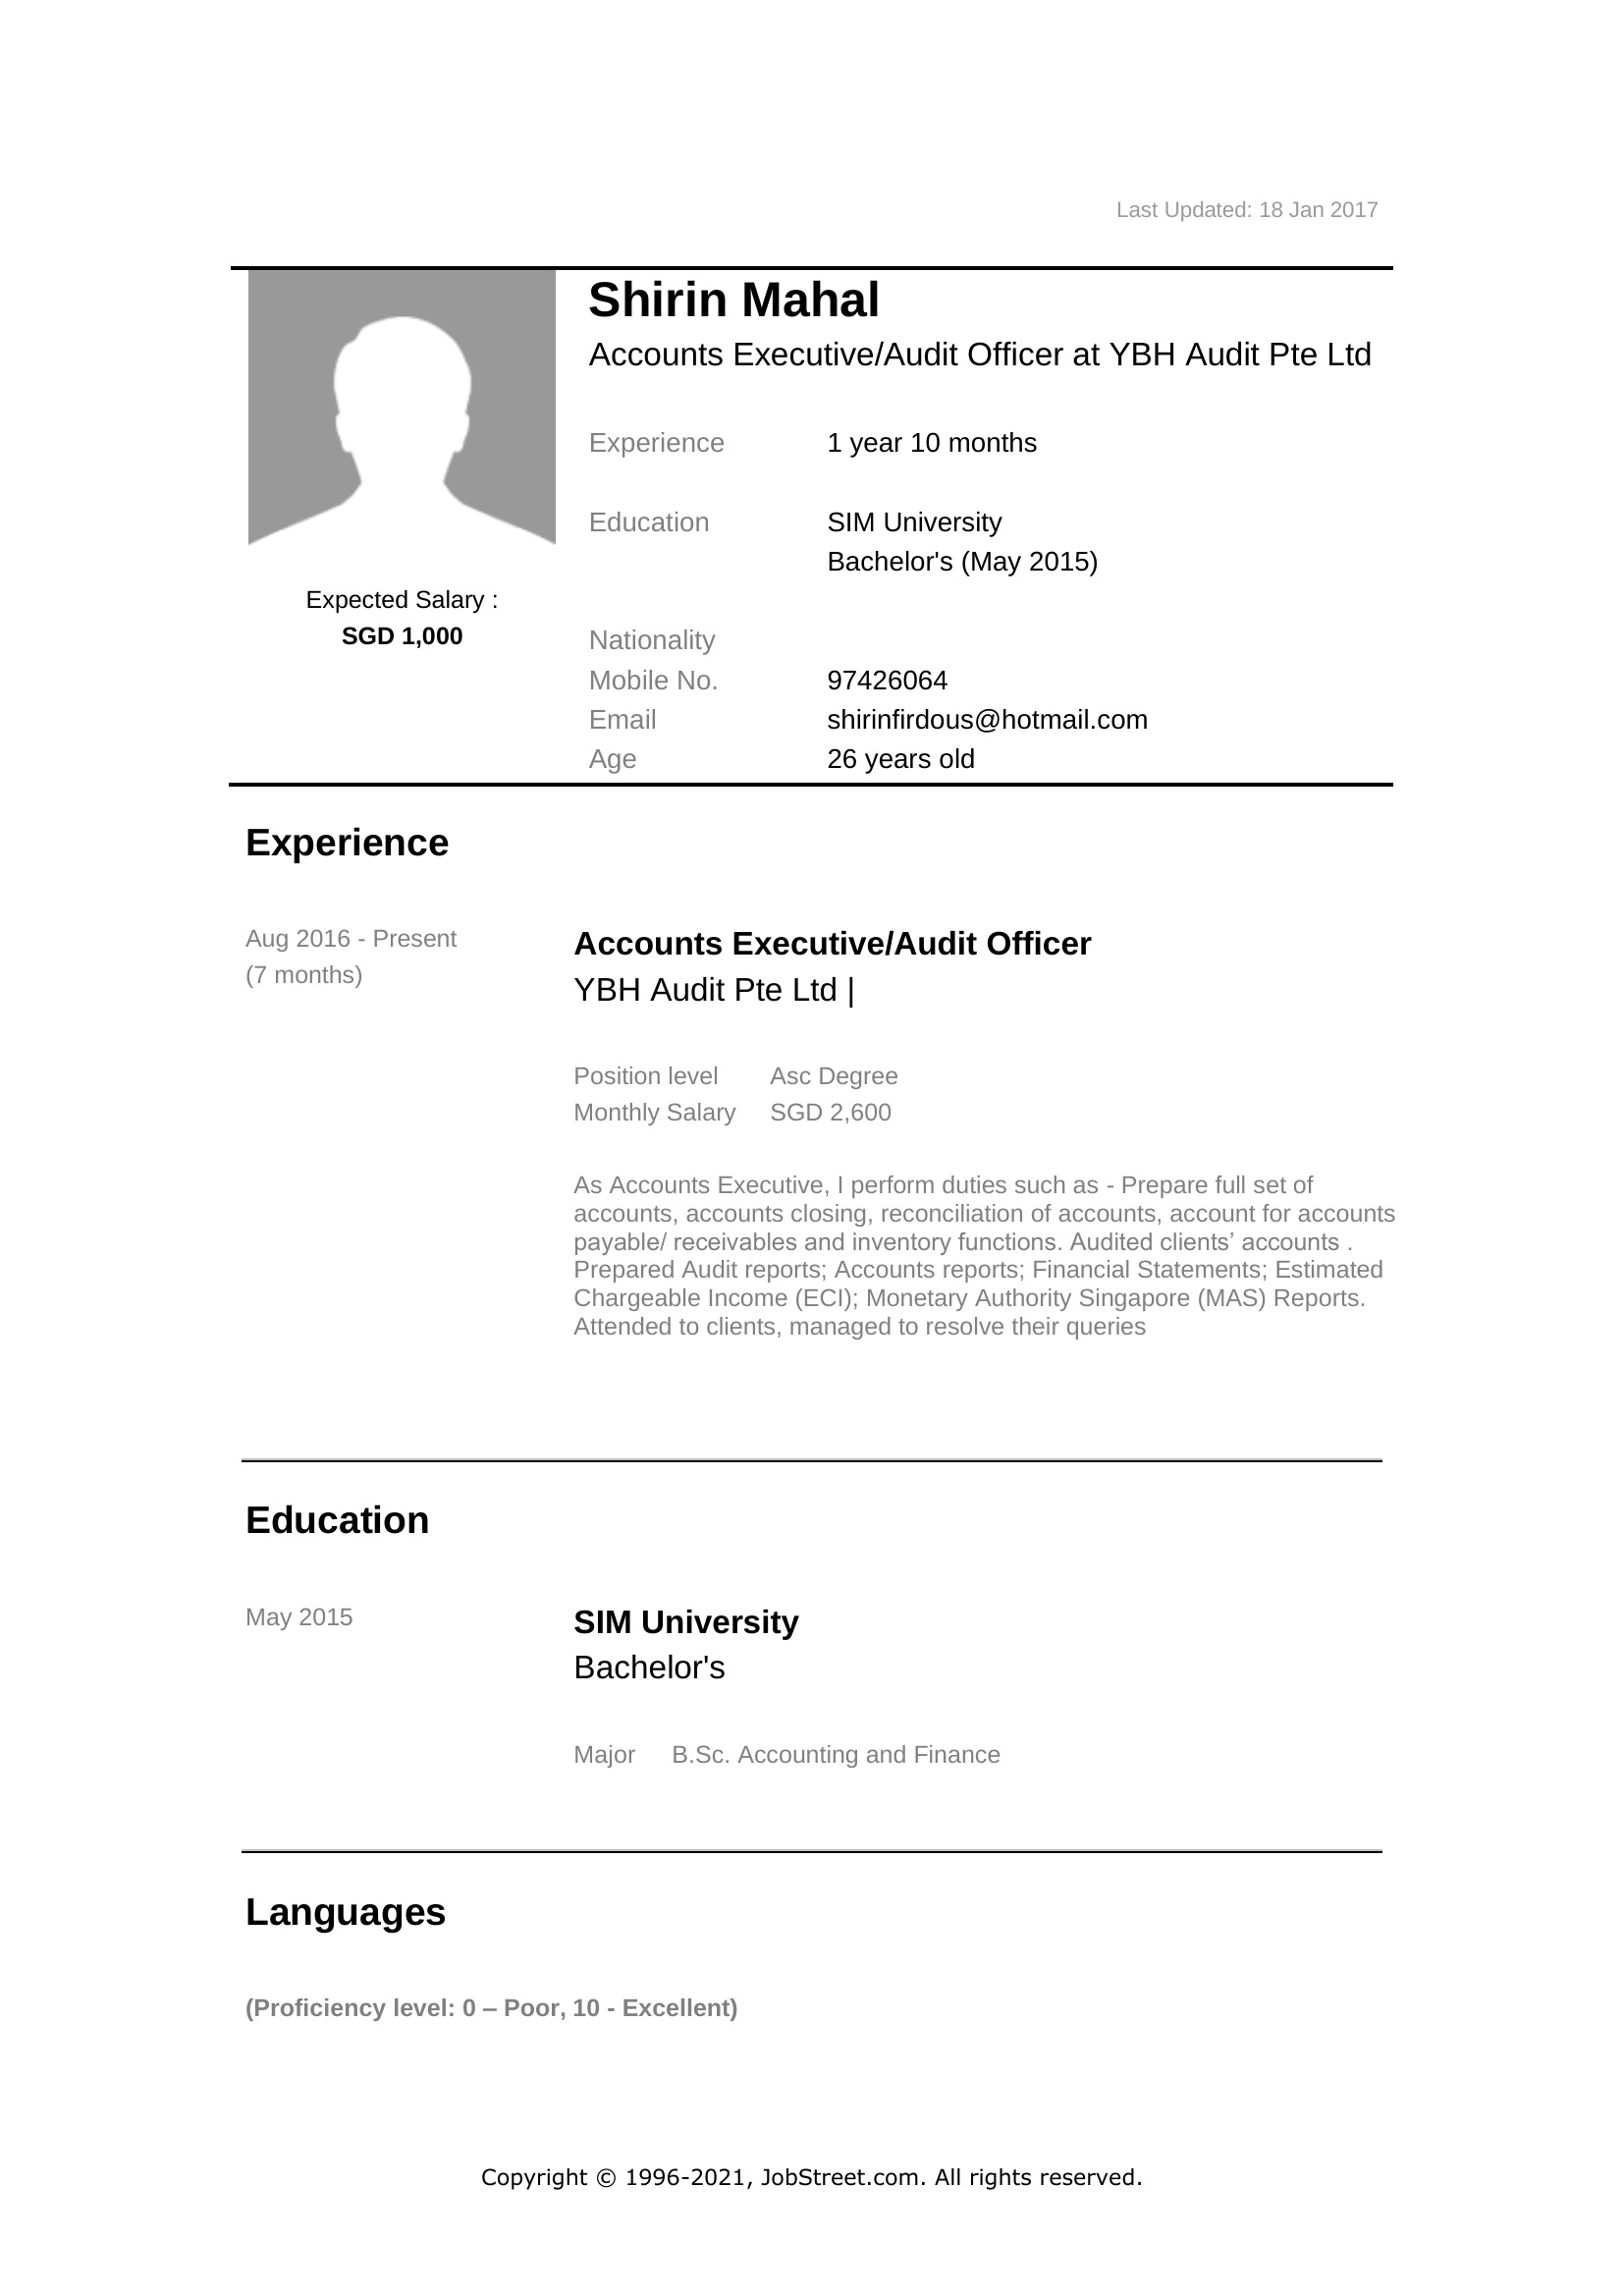 Last Updated: 18 Jan 2017
Shirin Mahal
Accounts Executive/Audit Officer at YBH Audit Pte Ltd
Experience 1 year 10 months
Education SIM University
Bachelor's (May 2015)
Expected Salary :
SGD 1,000
Nationality
Mobile No. 97426064
Email shirinfirdous@hotmail.com
Age 26 years old
Experience
Aug 2016 - Present
(7 months)
Accounts Executive/Audit Officer
YBH Audit Pte Ltd |
Position level Asc Degree
Monthly Salary SGD 2,600
As Accounts Executive, I perform duties such as - Prepare full set of
accounts, accounts closing, reconciliation of accounts, account for accounts
payable/ receivables and inventory functions. Audited clients’ accounts .
Prepared Audit reports; Accounts reports; Financial Statements; Estimated
Chargeable Income (ECI); Monetary Authority Singapore (MAS) Reports.
Attended to clients, managed to resolve their queries
Education
May 2015
SIM University
Bachelor's
Major B.Sc. Accounting and Finance
Languages
(Proficiency level: 0 – Poor, 10 - Excellent)
Copyright © 1996-2021, JobStreet.com. All rights reserved.